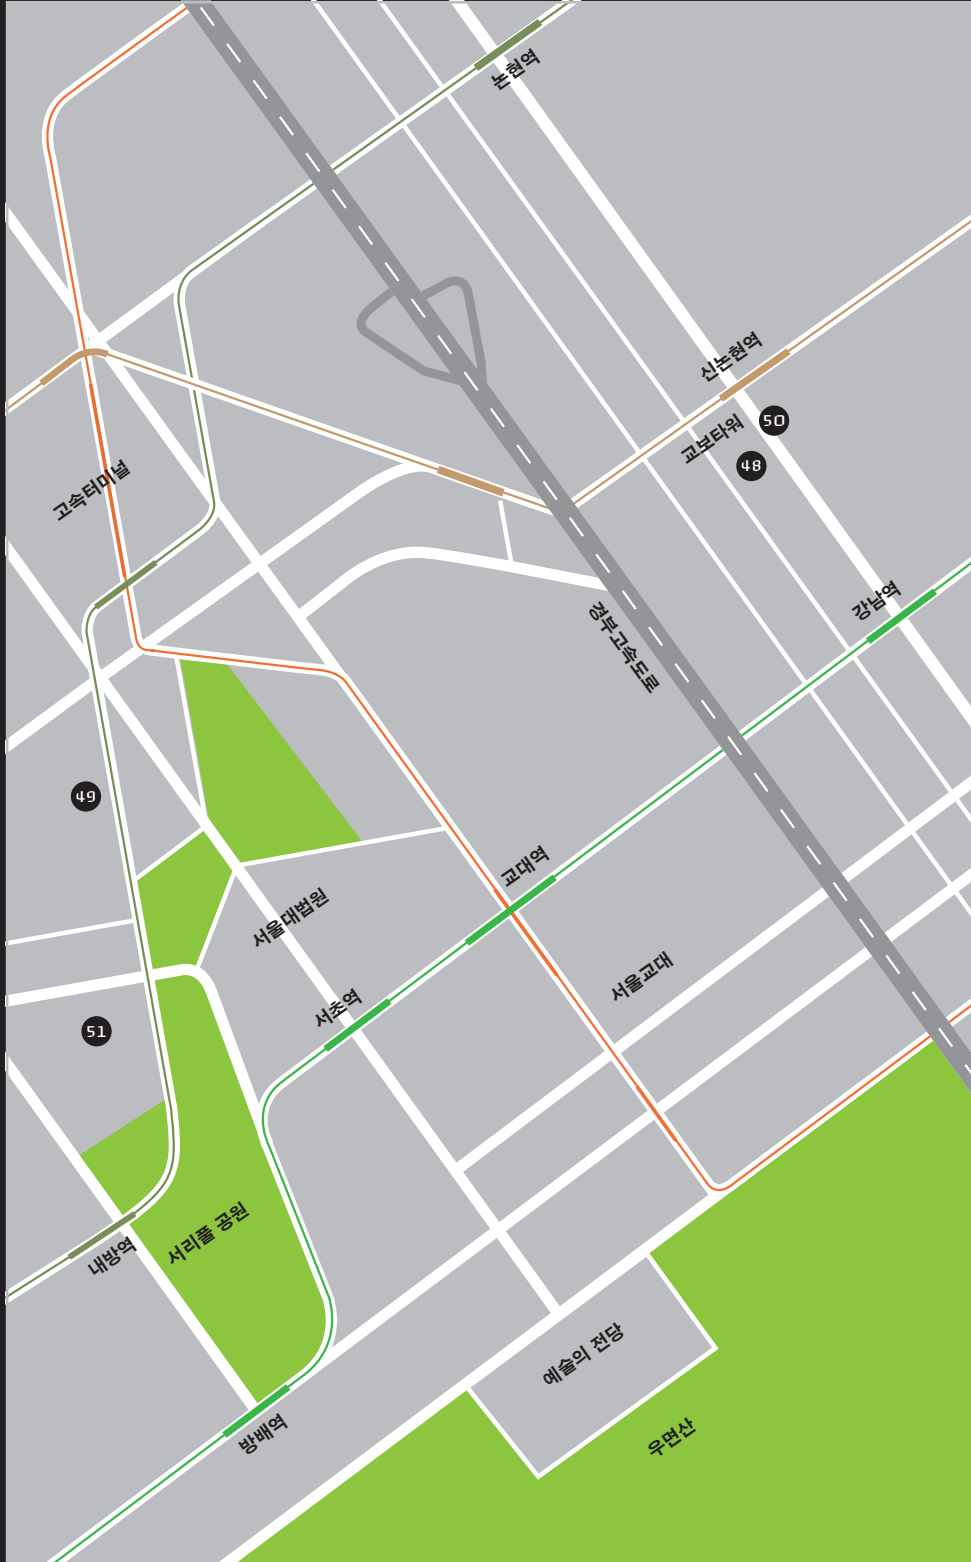 논현역
신논현역
교보타워
50
48
고속터미널
강남역
경부고속도로
49
교대역
서울대법원
서울교대
서초역
51
서리풀 공원
내방역
예술의 전당
방배역
우면산